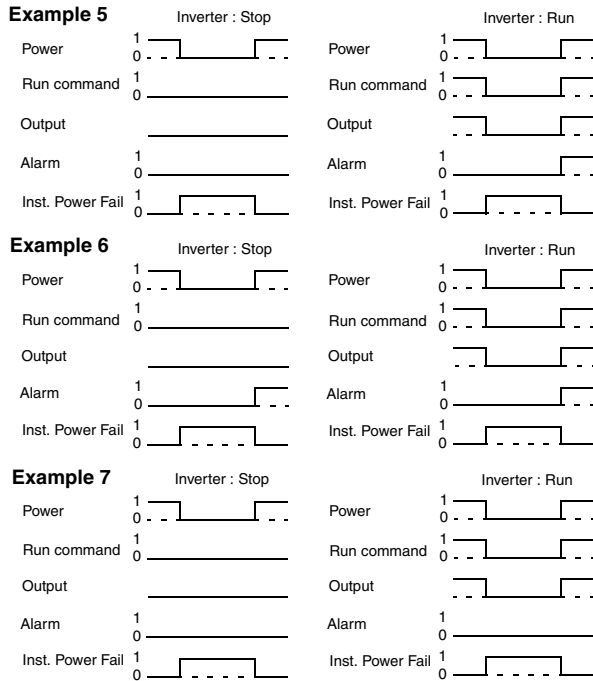 Example 5
Inverter : Stop
Power 1 0
Run command 1 0
Output
Alarm 1 0
Inst. Power Fail 1 0
Inverter : Run
Power 1 0
Run command 1 0
Output
Alarm 1 0
Inst. Power Fail 1 0
Example 6
Inverter : Stop
Power 1 0
Run command 1 0
Output
Alarm 1 0
Inst. Power Fail 1 0
Inverter : Run
Power 1 0
Run command 1 0
Output
Alarm 1 0
Inst. Power Fail 1 0
Example 7
Inverter : Stop
Power 1 0
Run command 1 0
Output
Alarm 1 0
Inst. Power Fail 1 0
Inverter : Run
Power 1 0
Run command 1 0
Output
Alarm 1 0
Inst. Power Fail 1 0